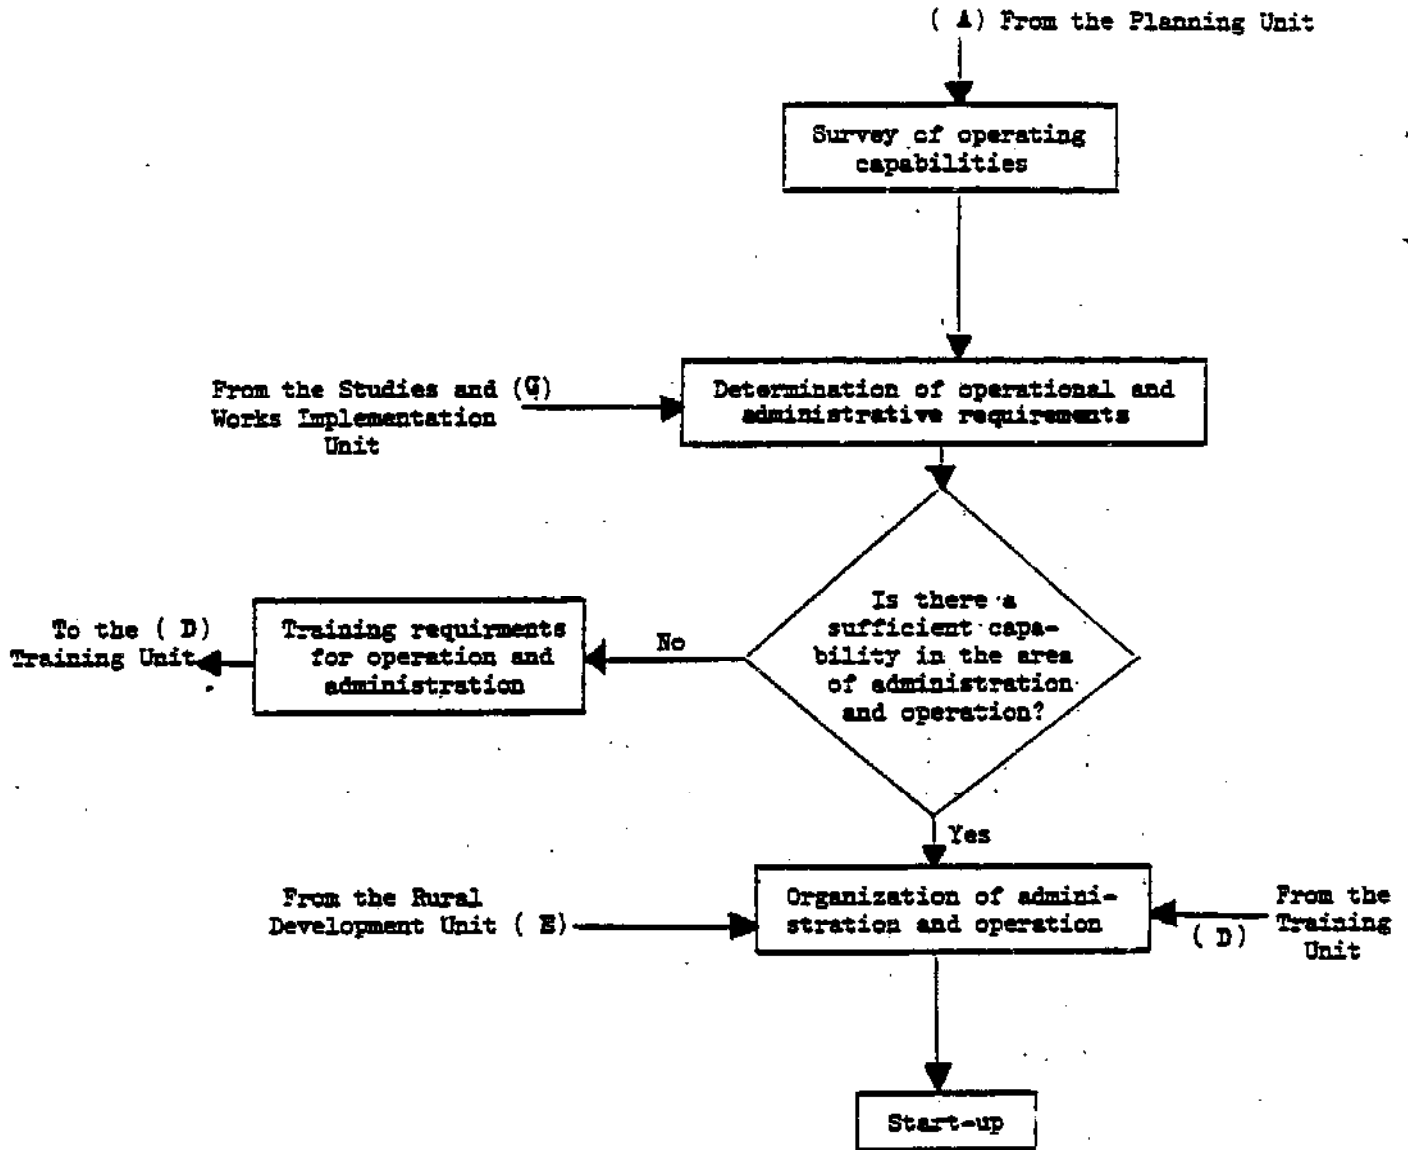 ( A) From the Planning Unit
Survey of operating
capabilities
From the Studies and (G)
Works Implementation
Unit
Determination of operational and
administrative requirements
Is there a
sufficient capa-
bility in the area
of administration
and operation?
No
Training requirments
for operation and
administration
To the ( D)
Training Unit
Yes
From the Rural
Development Unit ( E)
Organization of admini-
stration and operation
From the
( D) Training
Unit
Start-up